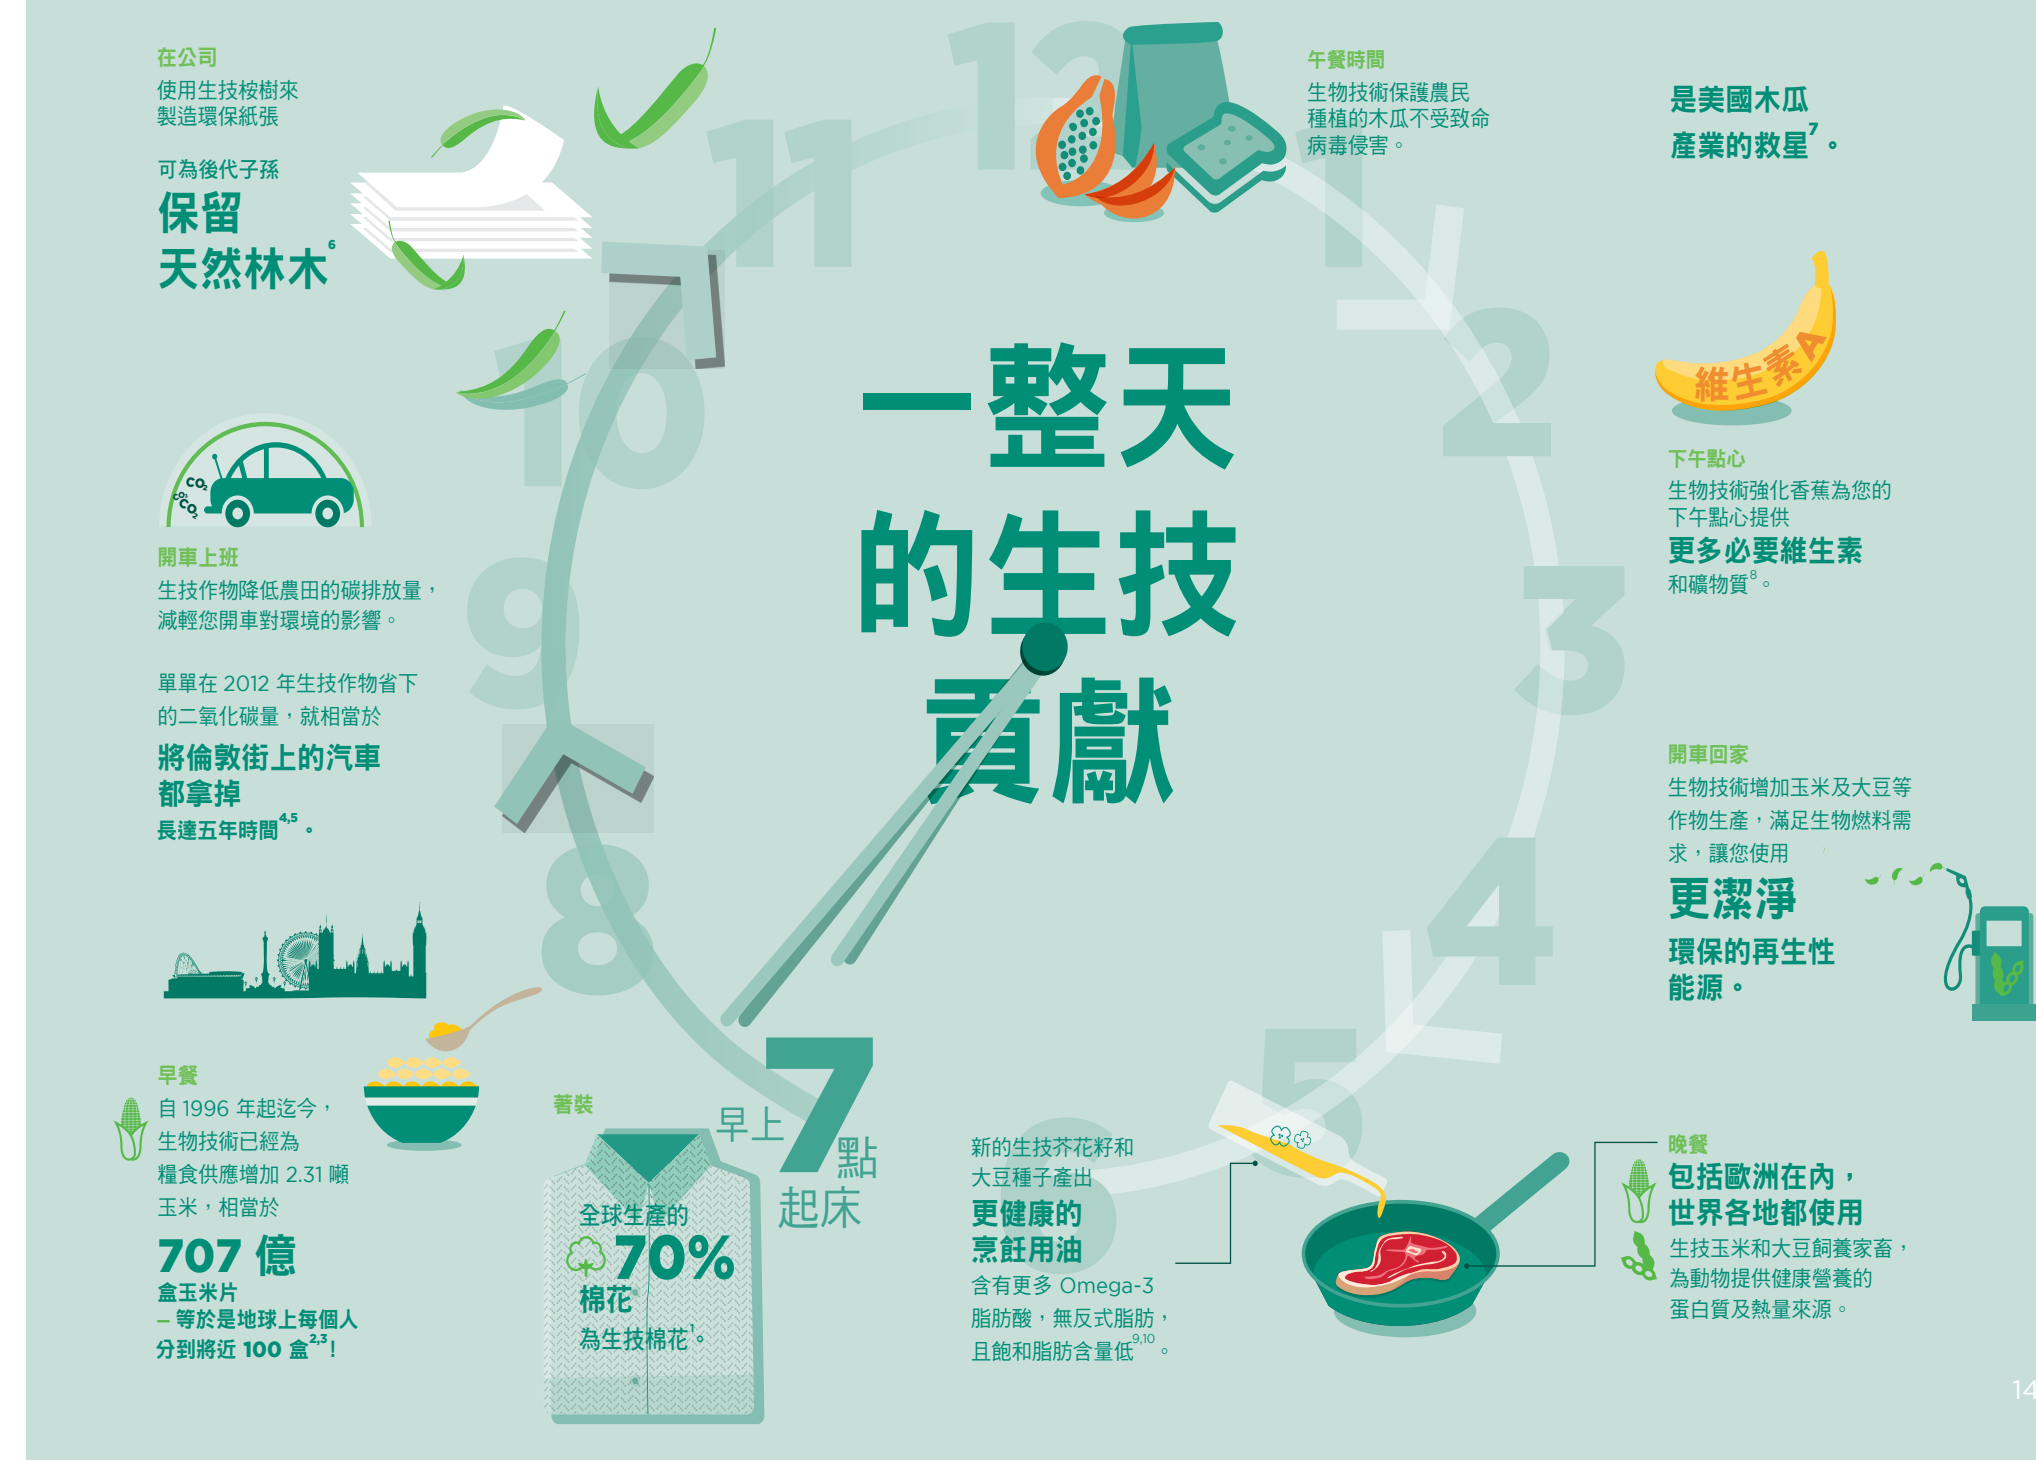 一整天
的生技
貢獻
12
1
2
3
4
5
6
8
9
10
11
早上
7
點
起床
著裝
全球生產的
70%
棉花
為生技棉花1。
早餐
自 1996 年起迄今，
生物技術已經為
糧食供應增加 2.31 噸
玉米，相當於
707 億
盒玉米片
– 等於是地球上每個人
分到將近 100 盒2,3！
開車上班
生技作物降低農田的碳排放量，
減輕您開車對環境的影響。
單單在 2012 年生技作物省下
的二氧化碳量，就相當於
將倫敦街上的汽車
都拿掉
長達五年時間4,5。
CO2
CO2
CO2
在公司
使用生技桉樹來
製造環保紙張
可為後代子孫
保留
天然林木6
午餐時間
生物技術保護農民
種植的木瓜不受致命
病毒侵害。
是美國木瓜
產業的救星7。
維生素A
下午點心
生物技術強化香蕉為您的
下午點心提供
更多必要維生素
和礦物質8。
開車回家
生物技術增加玉米及大豆等
作物生產，滿足生物燃料需
求，讓您使用
更潔淨
環保的再生性
能源。
晚餐
包括歐洲在內，
世界各地都使用
生技玉米和大豆飼養家畜，
為動物提供健康營養的
蛋白質及熱量來源。
新的生技芥花籽和
大豆種子產出
更健康的
烹飪用油
含有更多 Omega-3
脂肪酸，無反式脂肪，
且飽和脂肪含量低9,10。
14